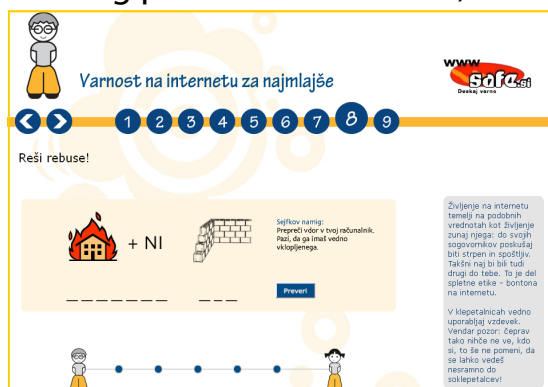 Varnost na internetu za najmlajše
www
Safe.si
Deskaj varno
1 2 3 4 5 6 7 8 9
Reši rebuse!
+ NI
Sejfkov namig:
Prepreči vdor v tvoj računalnik.
Pazi, da ga imaš vedno
vklopljenega.
Preveri
Življenje na internetu
temelji na podobnih
vrednotah kot življenje
zunaj njega: do svojih
sogovornikov poskušaj
biti strpen in spoštljiv.
Takšni naj bi bili tudi
drugi do tebe. To je del
spletne etike - bontona
na internetu.
V klepetalnicah vedno
uporabljaj vzdevek.
Vendar pozor: čeprav
tako nihče ne ve, kdo
si, to še ne pomeni, da
se lahko vedeš
nesramno do
soklepetalcev!